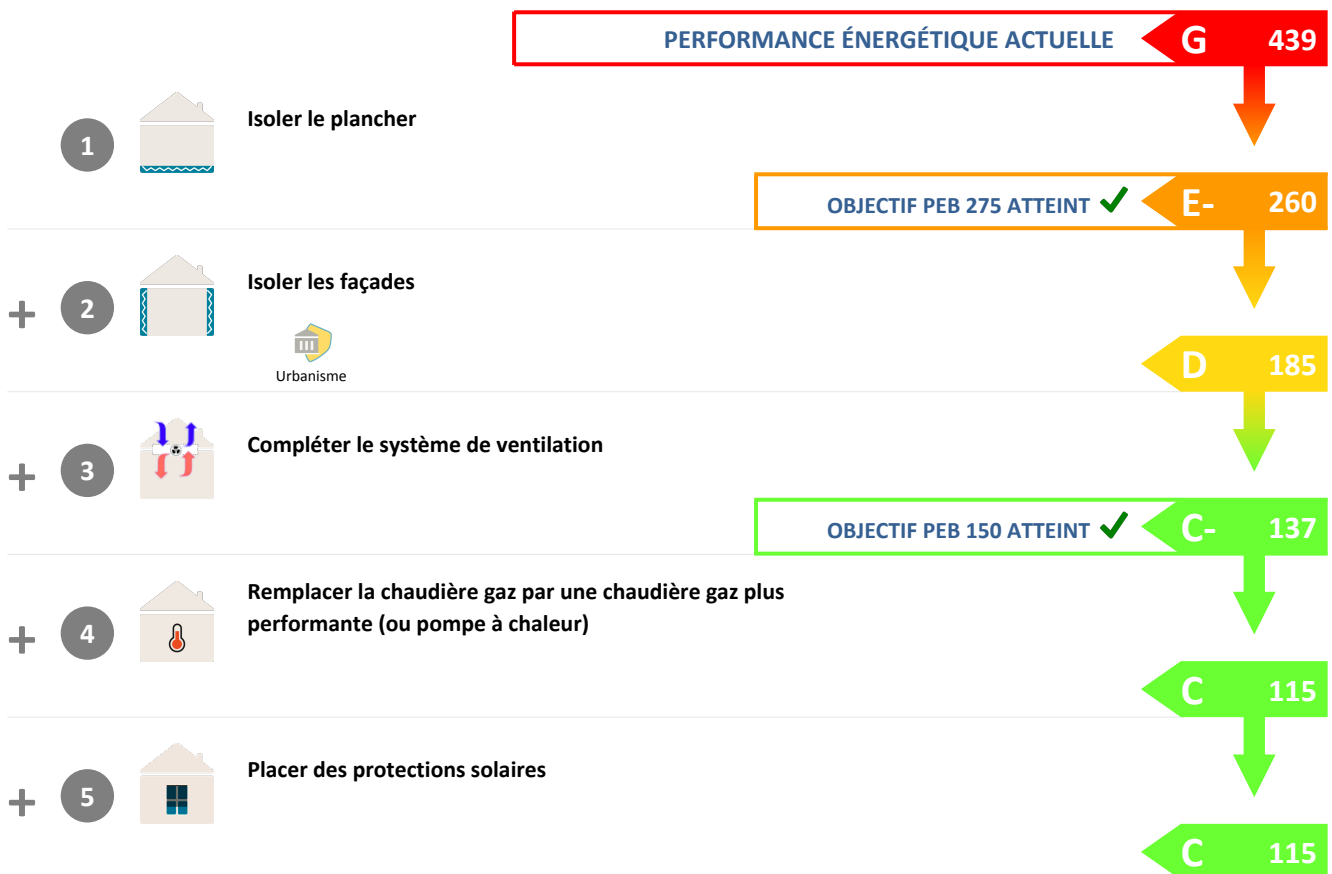 PERFORMANCE ÉNERGÉTIQUE ACTUELLE G 439
1 Isoler le plancher
OBJECTIF PEB 275 ATTEINT E- 260
+ 2 Isoler les façades
Urbanisme
D 185
+ 3 Compléter le système de ventilation
OBJECTIF PEB 150 ATTEINT C- 137
+ 4 Remplacer la chaudière gaz par une chaudière gaz plus
performante (ou pompe à chaleur)
C 115
+ 5 Placer des protections solaires
C 115